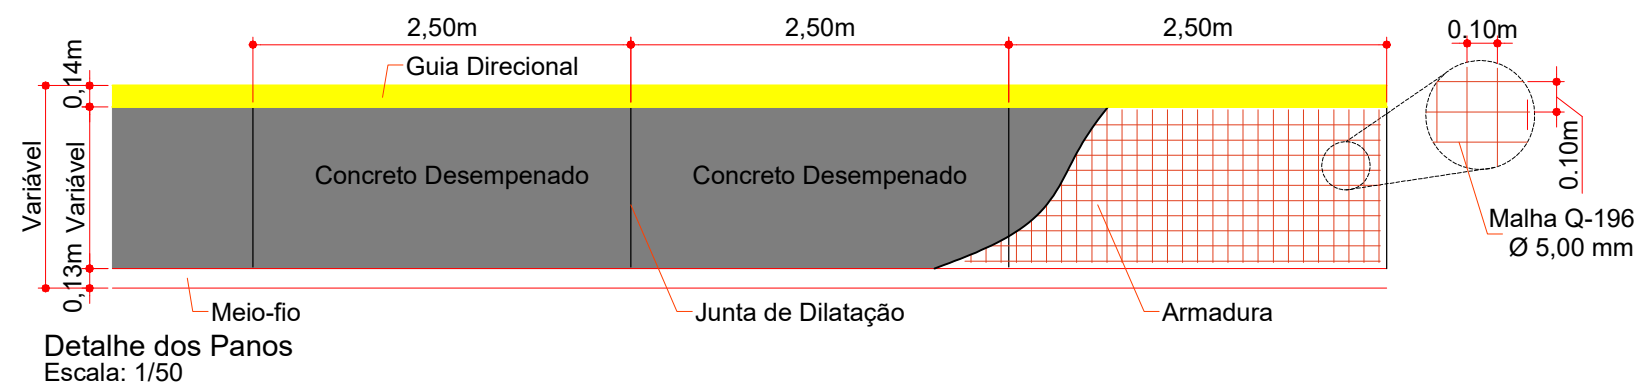 2,50m
2,50m
2,50m
0.10m
Guia Direcional
0,14m
Variável
Variável
0,13m
Concreto Desempenado
Concreto Desempenado
0.10m
Malha Q-196
Ø 5,00 mm
Meio-fio
Junta de Dilatação
Armadura
Detalhe dos Panos
Escala: 1/50